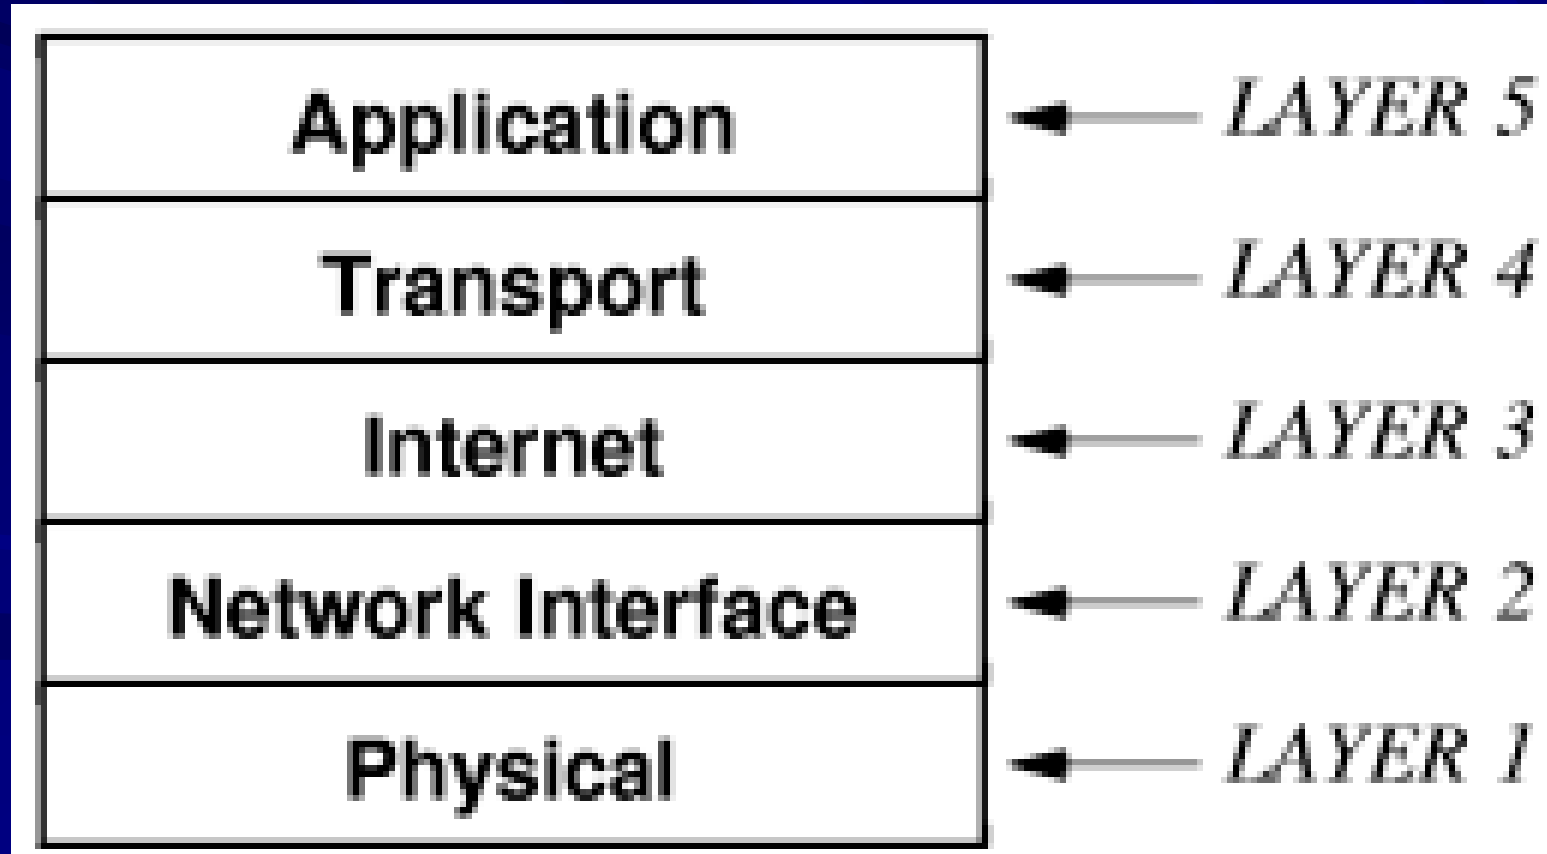 Application LAYER 5
Transport LAYER 4
Internet LAYER 3
Network Interface LAYER 2
Physical LAYER 1